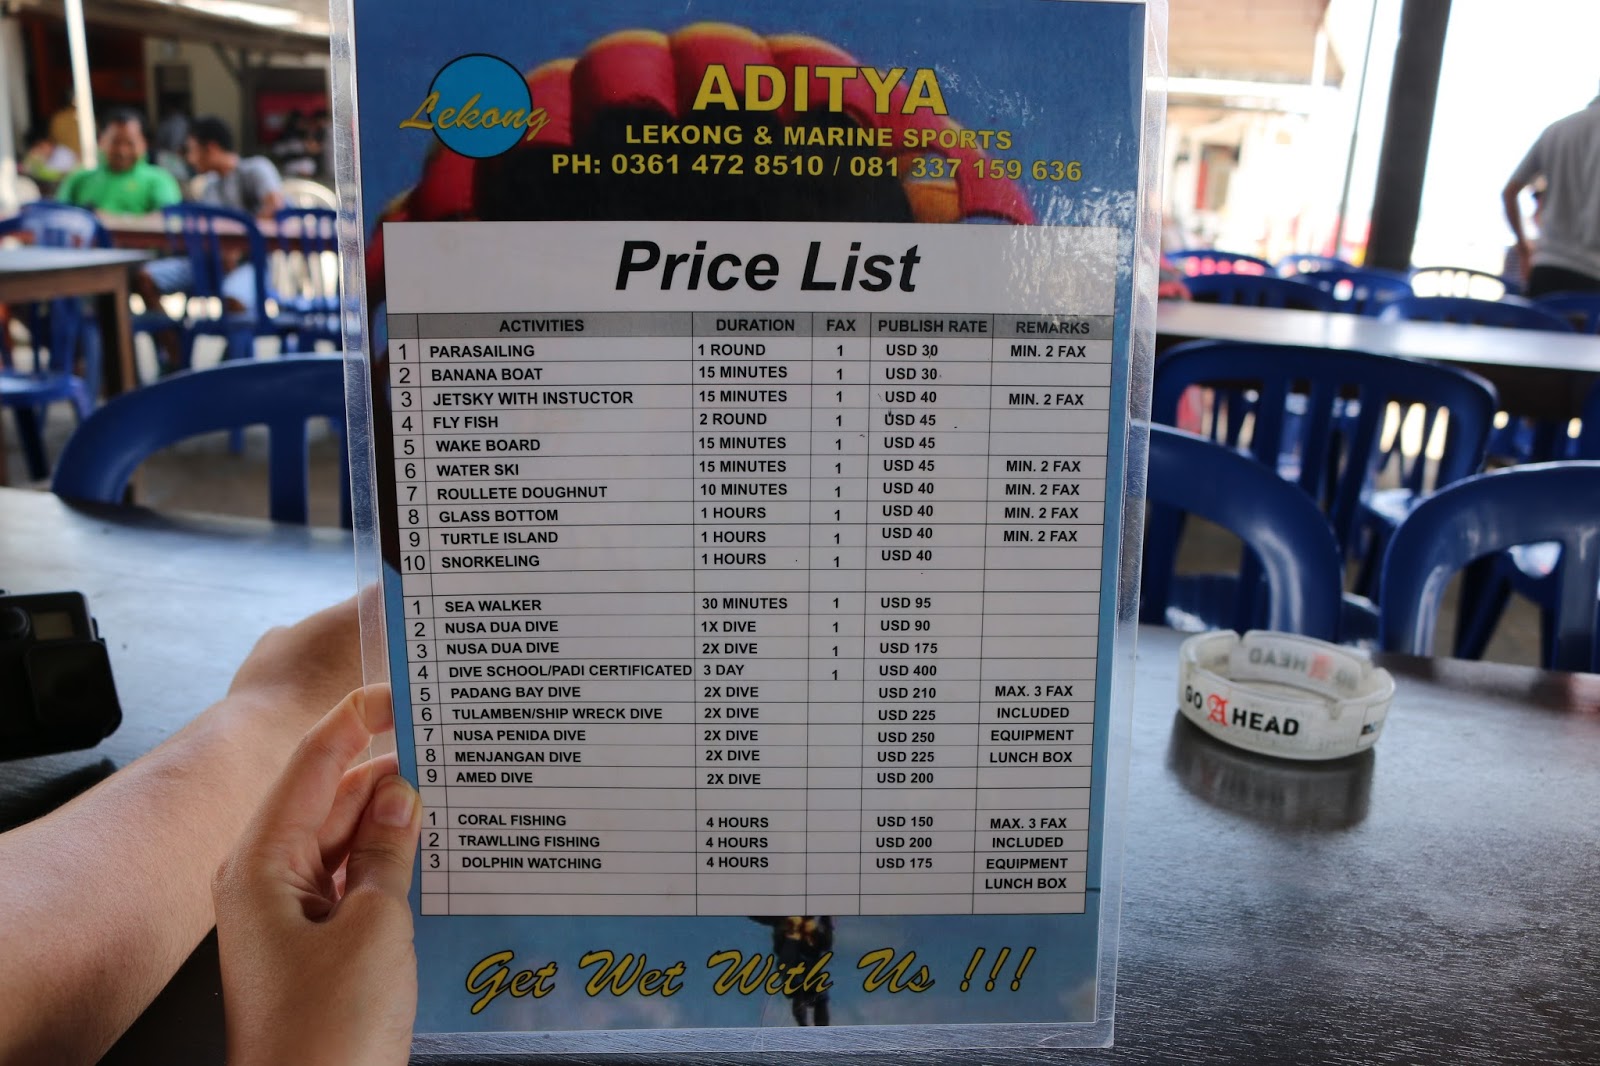 Lekong
ADITYA
LEKONG & MARINE SPORTS
PH: 0361 472 8510 / 081 337 159 636
Price List
ACTIVITIES DURATION FAX PUBLISH RATE REMARKS
1 PARASAILING 1 ROUND 1 USD 30 MIN. 2 FAX
2 BANANA BOAT 15 MINUTES 1 USD 30
3 JETSKY WITH INSTUCTOR 15 MINUTES 1 USD 40 MIN. 2 FAX
4 FLY FISH 2 ROUND 1 USD 45
5 WAKE BOARD 15 MINUTES 1 USD 45
6 WATER SKI 15 MINUTES 1 USD 45 MIN. 2 FAX
7 ROULLETE DOUGHNUT 10 MINUTES 1 USD 40 MIN. 2 FAX
8 GLASS BOTTOM 1 HOURS 1 USD 40 MIN. 2 FAX
9 TURTLE ISLAND 1 HOURS 1 USD 40 MIN. 2 FAX
10 SNORKELING 1 HOURS 1 USD 40
1 SEA WALKER 30 MINUTES 1 USD 95
2 NUSA DUA DIVE 1X DIVE 1 USD 90
3 NUSA DUA DIVE 2X DIVE 1 USD 175
4 DIVE SCHOOL/PADI CERTIFICATED 3 DAY 1 USD 400
5 PADANG BAY DIVE 2X DIVE USD 210 MAX. 3 FAX
6 TULAMBEN/SHIP WRECK DIVE 2X DIVE USD 225 INCLUDED
7 NUSA PENIDA DIVE 2X DIVE USD 250 EQUIPMENT
8 MENJANGAN DIVE 2X DIVE USD 225 LUNCH BOX
9 AMED DIVE 2X DIVE USD 200
1 CORAL FISHING 4 HOURS USD 150 MAX. 3 FAX
2 TRAWLLING FISHING 4 HOURS USD 200 INCLUDED
3 DOLPHIN WATCHING 4 HOURS USD 175 EQUIPMENT
LUNCH BOX
Get Wet With Us !!!
GO A HEAD